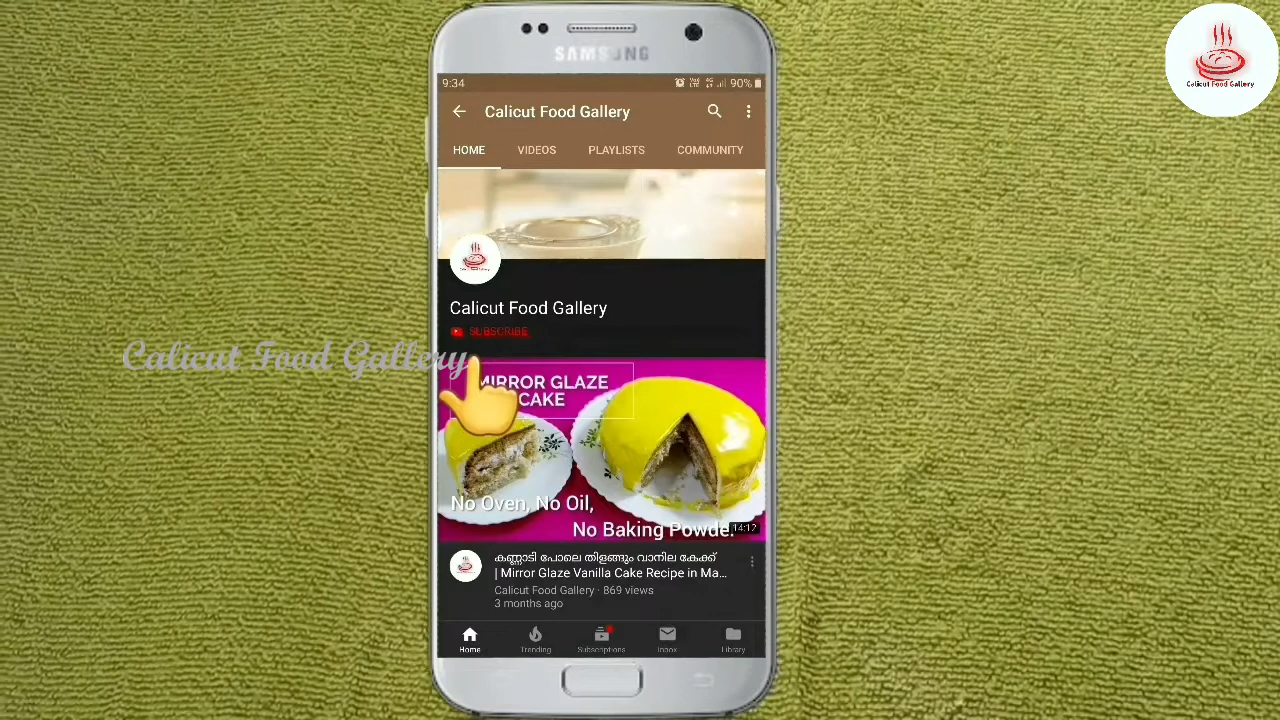 Calicut Food Gallery
SAMSUNG
9:34
90%
Calicut Food Gallery
HOME VIDEOS PLAYLISTS COMMUNITY
Calicut Food Gallery
SUBSCRIBE
Calicut Food Gallery
MIRROR GLAZE
CAKE
No Oven, No Oil,
No Baking Powde
14:12
കണ്ണാടി പോലെ തിളങ്ങും വാനില കേക്ക്
| Mirror Glaze Vanilla Cake Recipe in Ma...
Calicut Food Gallery · 869 views
3 months ago
Home Trending Subscriptions Inbox Library